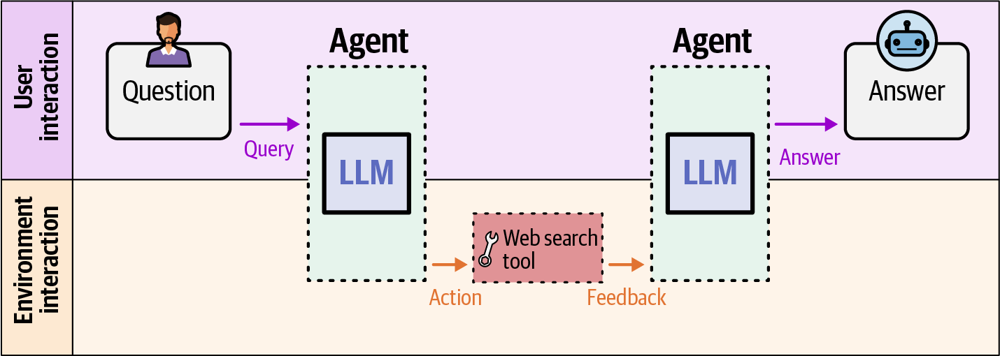 User
interaction
Question
Query
Agent
LLM
Agent
LLM
Answer
Answer
Environment
interaction
Action
Web search
tool
Feedback